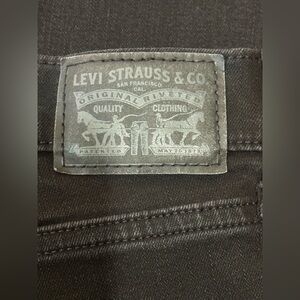 LEVI STRAUSS & CO.
SAN FRANCISCO
CAL.
ORIGINAL RIVETED
QUALITY CLOTHING
PATENTED MAY 20 1873